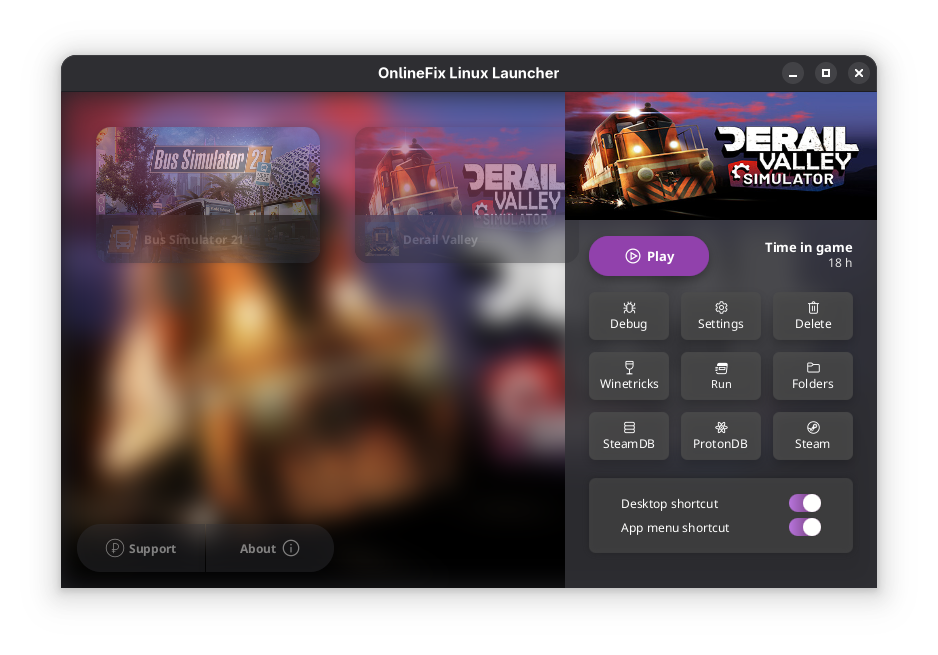 OnlineFix Linux Launcher
Bus Simulator 21
Bus Simulator 21
DERAIL
VALLEY
SIMULATOR
Derail Valley
DERAIL
VALLEY
SIMULATOR
Play
Time in game
18 h
Debug
Settings
Delete
Winetricks
Run
Folders
SteamDB
ProtonDB
Steam
Desktop shortcut
App menu shortcut
Support
About